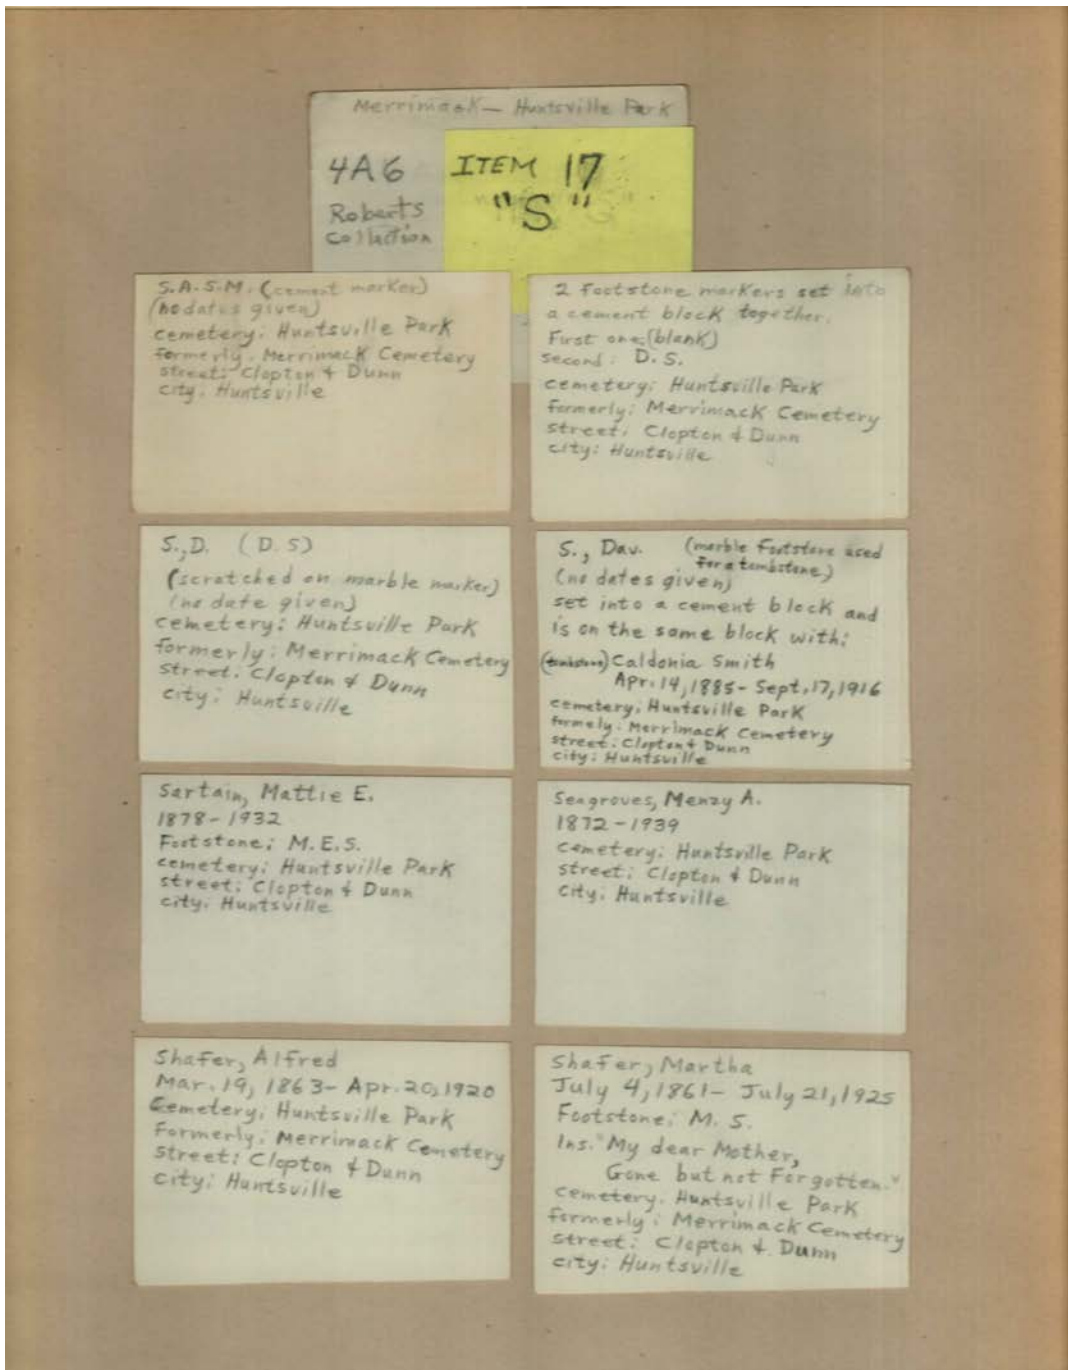 Merrimack - Huntsville Park
4A6
Roberts
Collection
ITEM 17
"S"
S.A.S.M. (cement marker)
(no dates given)
cemetery: Huntsville Park
formerly: Merrimack Cemetery
street: Clopton & Dunn
city: Huntsville
2 Footstone markers set into
a cement block together.
First one: (blank)
second: D.S.
cemetery: Huntsville Park
formerly: Merrimack Cemetery
street: Clopton & Dunn
city: Huntsville
S., D. (D.S)
(scratched on marble marker)
(no date given)
cemetery: Huntsville Park
formerly: Merrimack Cemetery
street: Clopton & Dunn
city: Huntsville
S., Dav. (marble Footstone used
for a tombstone)
(no dates given)
set into a cement block and
is on the same block with:
(tombstone) Caldonia Smith
Apr. 14, 1885 - Sept. 17, 1916
cemetery: Huntsville Park
formely: Merrimack Cemetery
street: Clopton & Dunn
city: Huntsville
Sartain, Mattie E.
1878 - 1932
Footstone: M.E.S.
cemetery: Huntsville Park
street: Clopton & Dunn
city: Huntsville
Seagroves, Menzy A.
1872 - 1939
cemetery: Huntsville Park
street: Clopton & Dunn
city: Huntsville
Shafer, Alfred
Mar. 19, 1863 - Apr. 20, 1920
Cemetery: Huntsville Park
Formerly: Merrimack Cemetery
street: Clopton & Dunn
city: Huntsville
Shafer, Martha
July 4, 1861 - July 21, 1925
Footstone: M. S.
Ins. "My dear Mother,
Gone but not Forgotten."
cemetery: Huntsville Park
formerly: Merrimack Cemetery
street: Clopton & Dunn
city: Huntsville